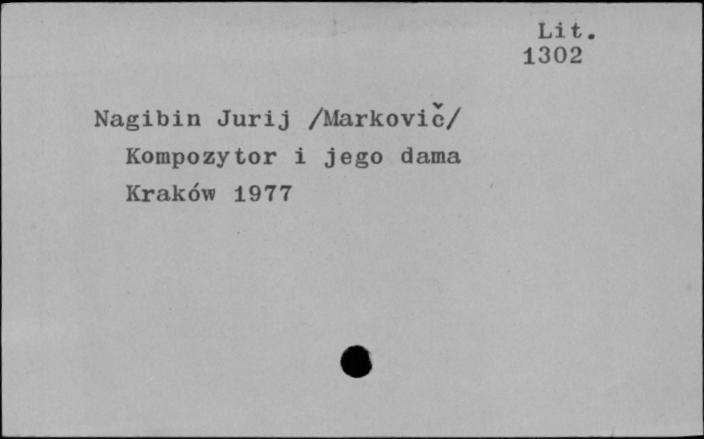 Lit.
1302
Nagibin Jurij /Markovič/
Kompozytor i jego dama
Kraków 1977